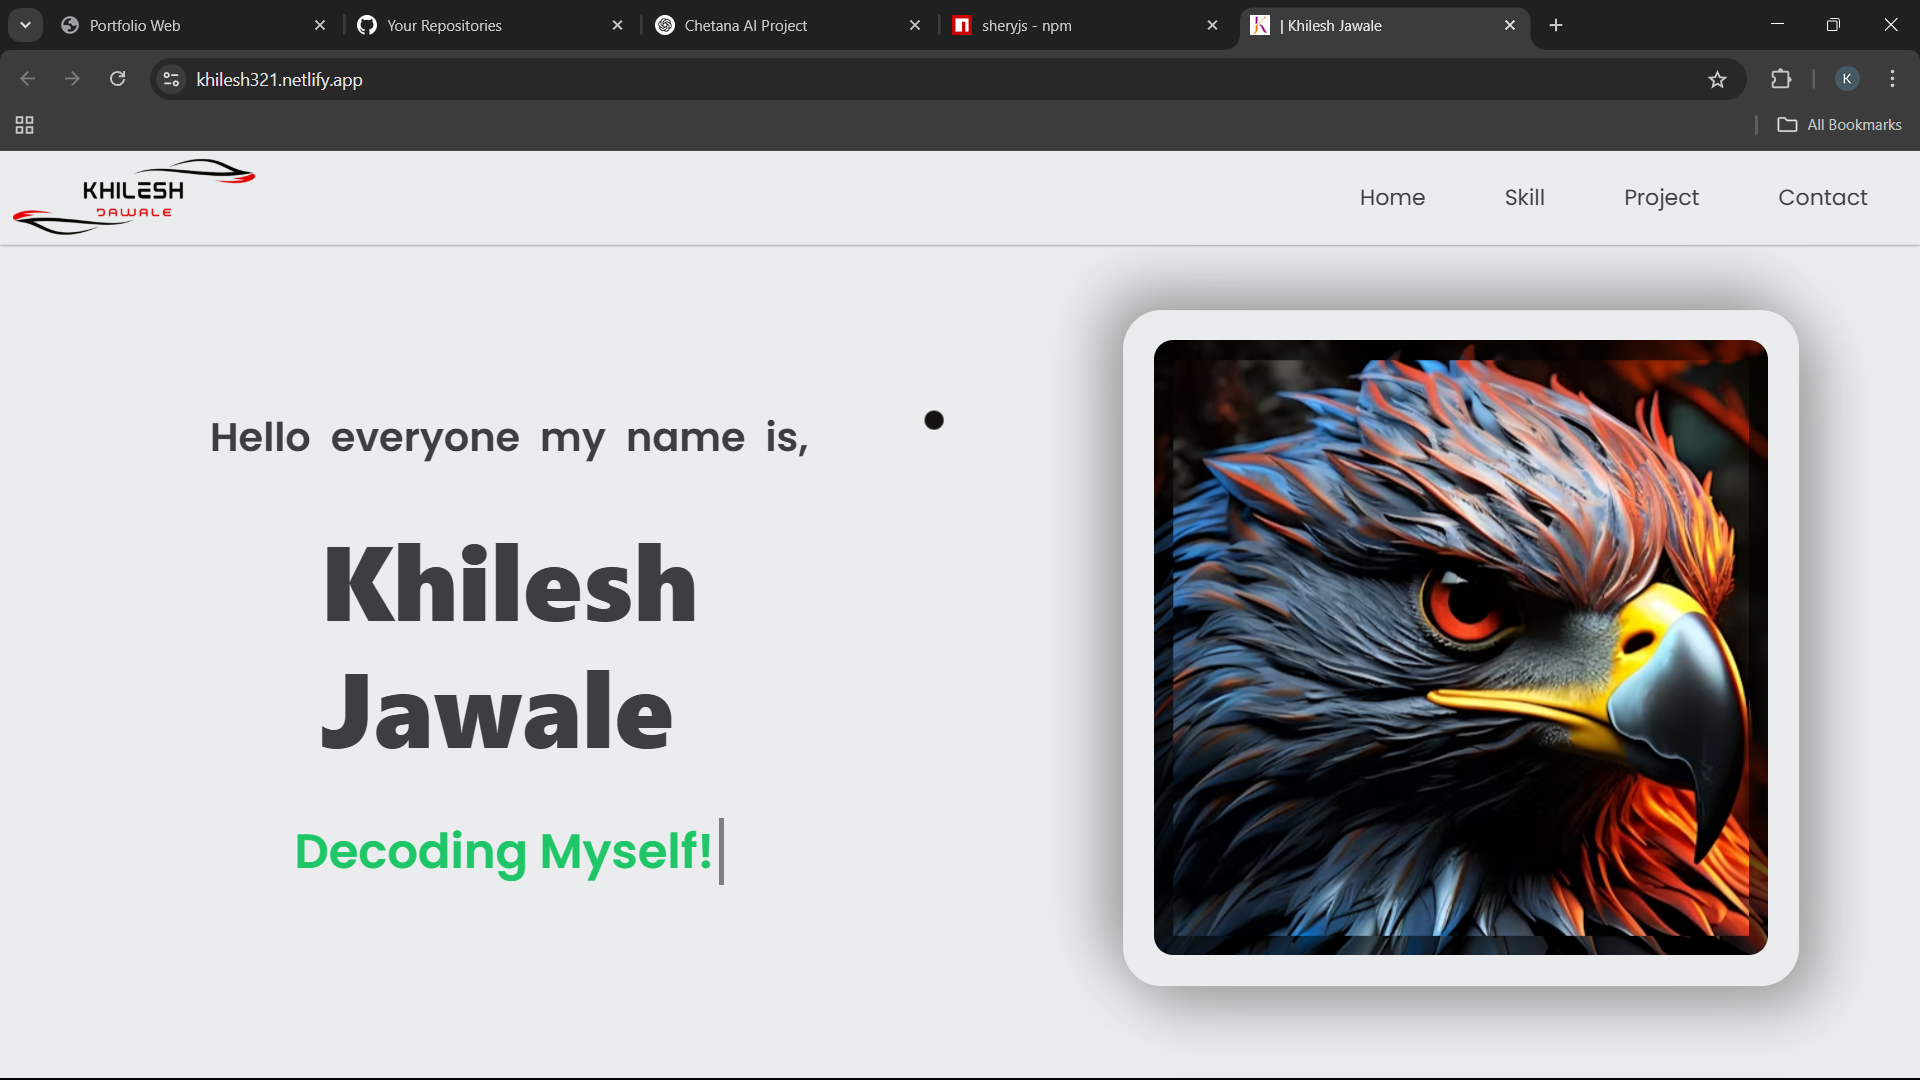 Portfolio Web
Your Repositories
Chetana AI Project
sheryjs - npm
| Khilesh Jawale
khilesh321.netlify.app
K
All Bookmarks
KHILESH
JAWALE
Home
Skill
Project
Contact
Hello everyone my name is,
Khilesh
Jawale
Decoding Myself!